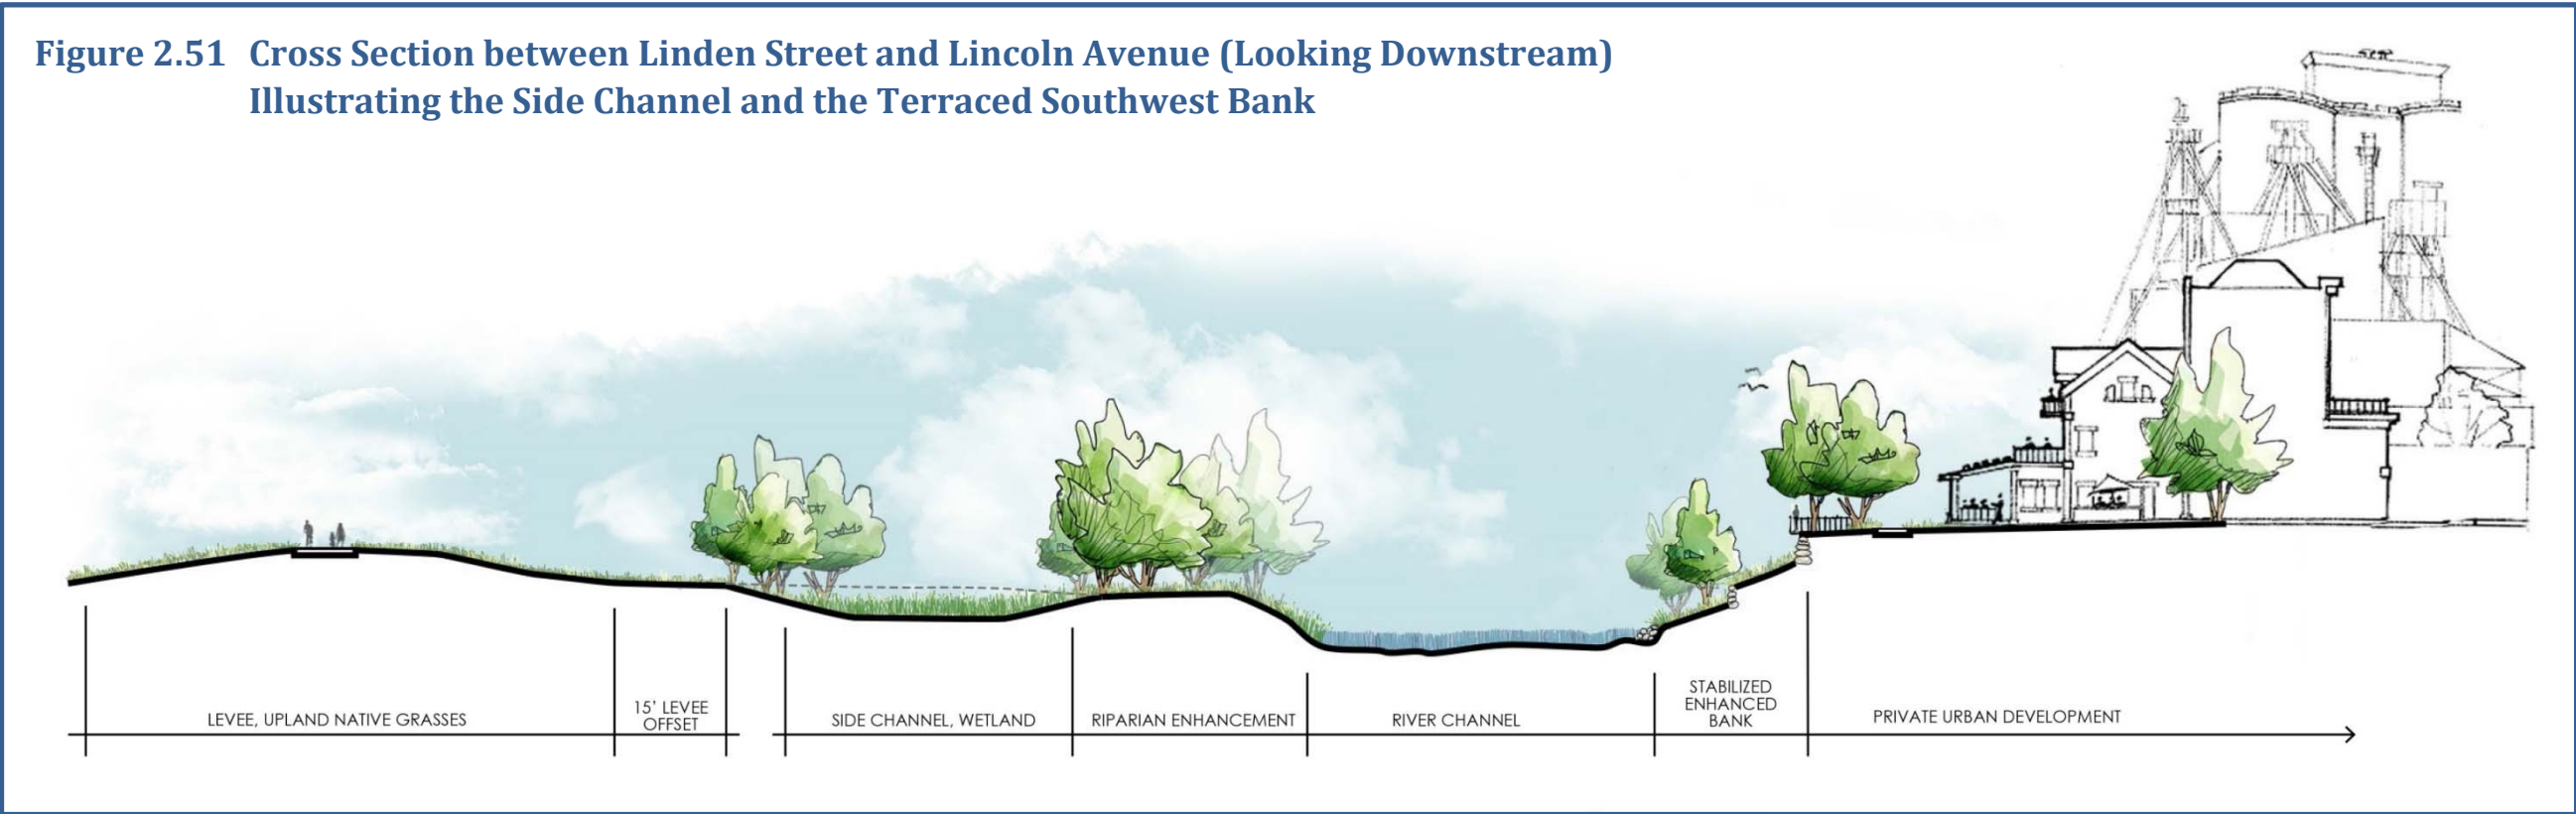 Figure 2.51 Cross Section between Linden Street and Lincoln Avenue (Looking Downstream)
Illustrating the Side Channel and the Terraced Southwest Bank
LEVEE, UPLAND NATIVE GRASSES
15' LEVEE
OFFSET
SIDE CHANNEL, WETLAND
RIPARIAN ENHANCEMENT
RIVER CHANNEL
STABILIZED
ENHANCED
BANK
PRIVATE URBAN DEVELOPMENT